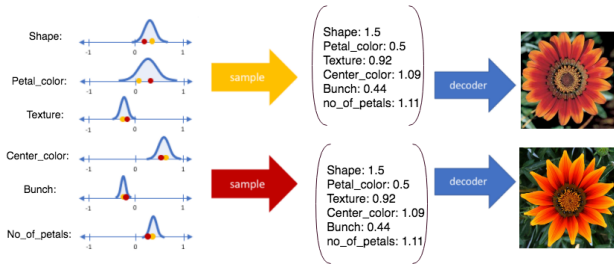 Shape:
-1 0 1
Petal_color:
-1 0 1
Texture:
-1 0 1
Center_color:
-1 0 1
Bunch:
-1 0 1
No_of_petals:
-1 0 1
sample
Shape: 1.5
Petal_color: 0.5
Texture: 0.92
Center_color: 1.09
Bunch: 0.44
no_of_petals: 1.11
decoder
sample
Shape: 1.5
Petal_color: 0.5
Texture: 0.92
Center_color: 1.09
Bunch: 0.44
no_of_petals: 1.11
decoder